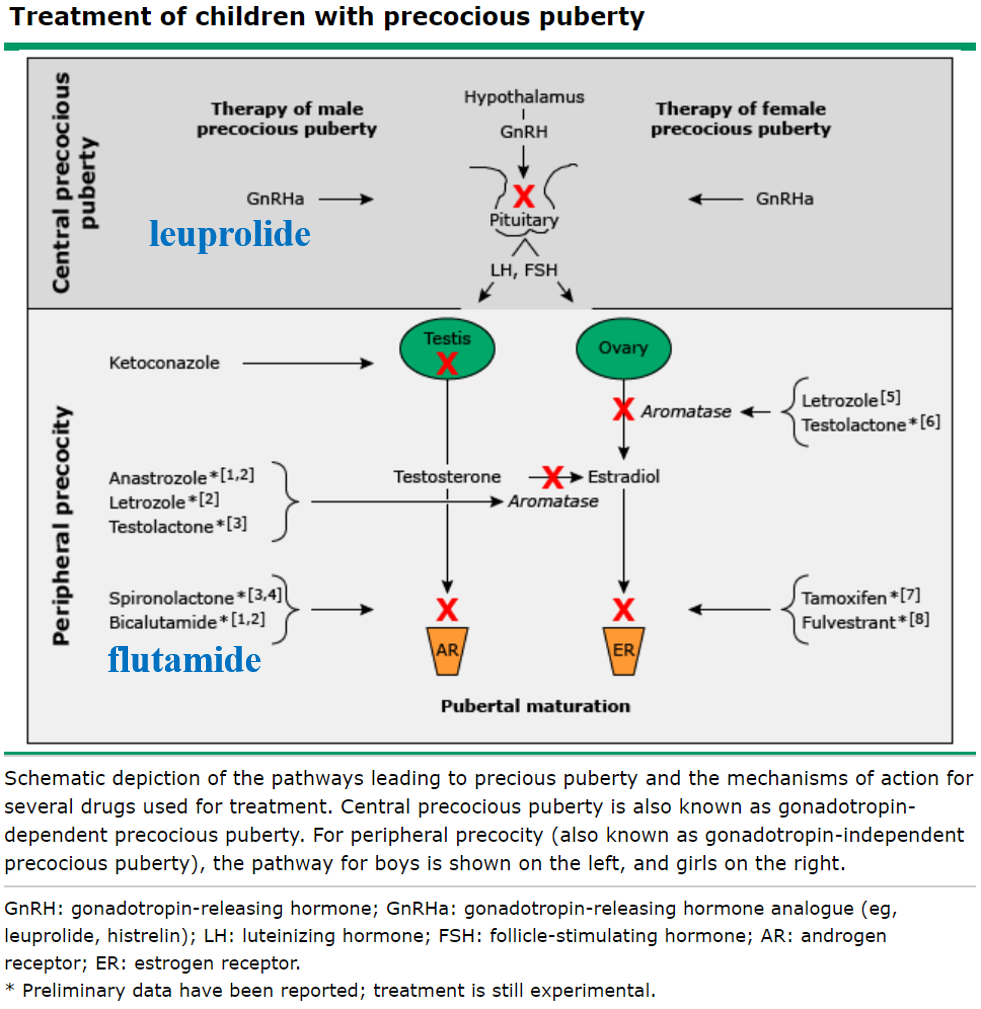 Treatment of children with precocious puberty
Central precocious
puberty
Therapy of male
precocious puberty
Hypothalamus
GnRH
Therapy of female
precocious puberty
GnRHa
X
GnRHa
leuprolide
Pituitary
LH, FSH
Peripheral precocity
Ketoconazole
Testis
X
Ovary
X
Aromatase
Letrozole[5]
Testolactone*[6]
Anastrozole*[1,2]
Letrozole*[2]
Testolactone*[3]
Testosterone
X
Estradiol
Aromatase
Spironolactone*[3,4]
Bicalutamide*[1,2]
X
X
Tamoxifen*[7]
Fulvestrant*[8]
flutamide
AR
ER
Pubertal maturation
Schematic depiction of the pathways leading to precious puberty and the mechanisms of action for
several drugs used for treatment. Central precocious puberty is also known as gonadotropin-
dependent precocious puberty. For peripheral precocity (also known as gonadotropin-independent
precocious puberty), the pathway for boys is shown on the left, and girls on the right.
GnRH: gonadotropin-releasing hormone; GnRHa: gonadotropin-releasing hormone analogue (eg,
leuprolide, histrelin); LH: luteinizing hormone; FSH: follicle-stimulating hormone; AR: androgen
receptor; ER: estrogen receptor.
* Preliminary data have been reported; treatment is still experimental.